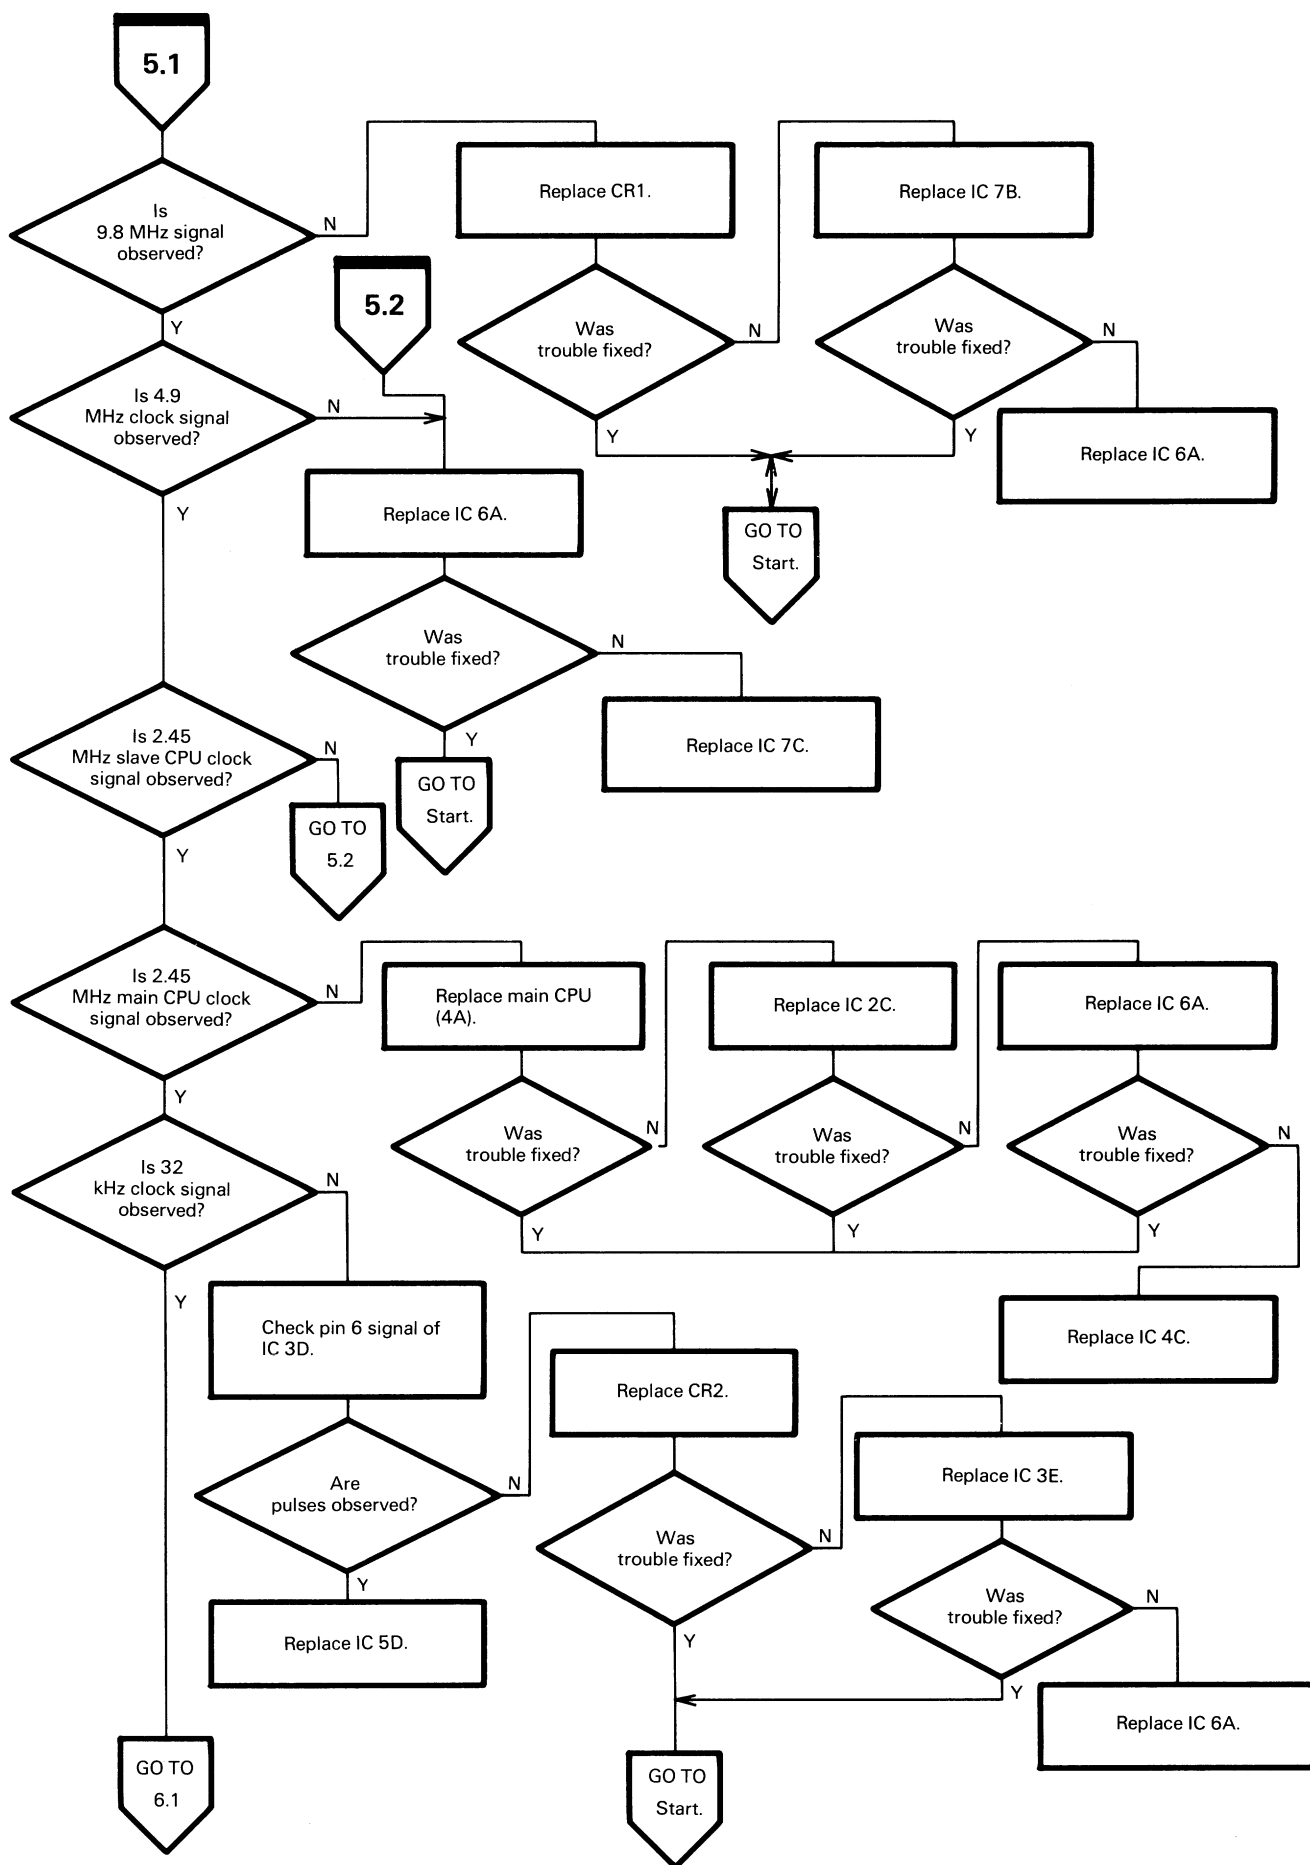 5.1
Is
9.8 MHz signal
observed?
N
Y
Replace CR1.
Was
trouble fixed?
N
Y
Replace IC 7B.
Was
trouble fixed?
N
Y
Replace IC 6A.
GO TO
Start.
5.2
Is 4.9
MHz clock signal
observed?
N
Y
Replace IC 6A.
Was
trouble fixed?
N
Y
Replace IC 7C.
GO TO
Start.
Is 2.45
MHz slave CPU clock
signal observed?
N
Y
GO TO
5.2
Is 2.45
MHz main CPU clock
signal observed?
N
Y
Replace main CPU
(4A).
Was
trouble fixed?
N
Y
Replace IC 2C.
Was
trouble fixed?
N
Y
Replace IC 6A.
Was
trouble fixed?
N
Y
Replace IC 4C.
Is 32
kHz clock signal
observed?
N
Y
Check pin 6 signal of
IC 3D.
Are
pulses observed?
N
Y
Replace IC 5D.
Replace CR2.
Was
trouble fixed?
N
Y
Replace IC 3E.
Was
trouble fixed?
N
Y
Replace IC 6A.
GO TO
6.1
GO TO
Start.